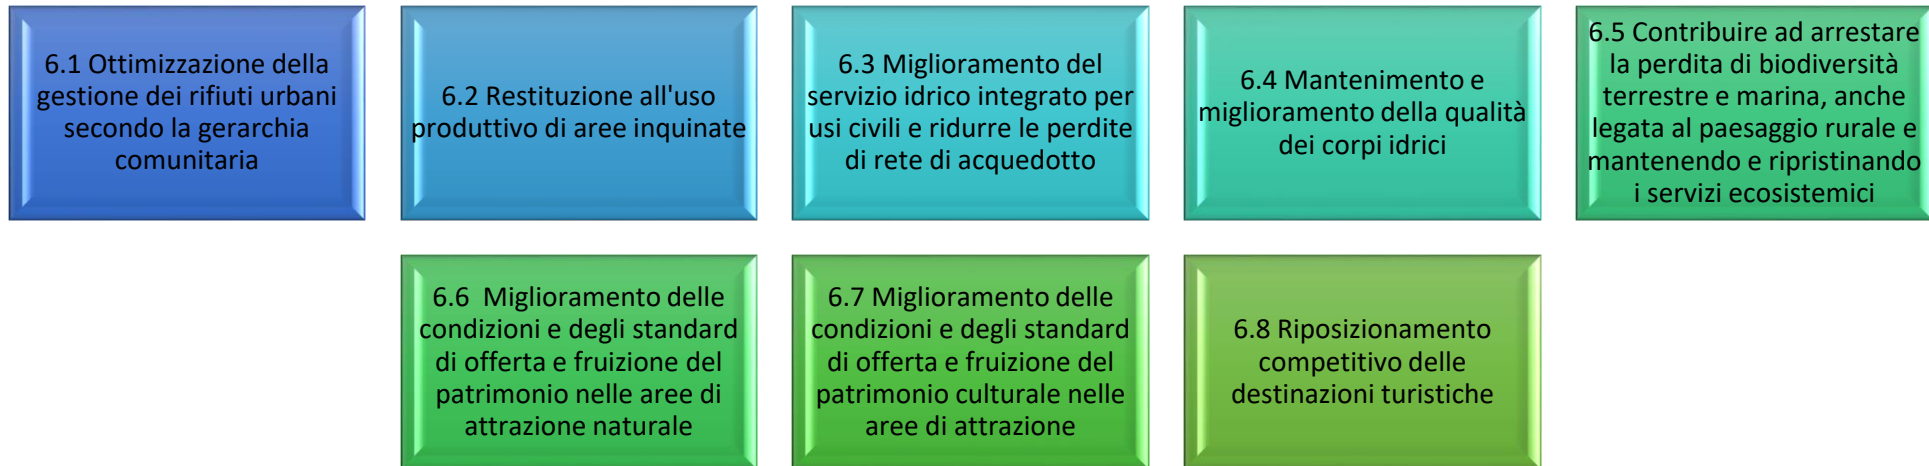 6.1 Ottimizzazione della
gestione dei rifiuti urbani
secondo la gerarchia
comunitaria
6.2 Restituzione all'uso
produttivo di aree inquinate
6.3 Miglioramento del
servizio idrico integrato per
usi civili e ridurre le perdite
di rete di acquedotto
6.4 Mantenimento e
miglioramento della qualità
dei corpi idrici
6.5 Contribuire ad arrestare
la perdita di biodiversità
terrestre e marina, anche
legata al paesaggio rurale e
mantenendo e ripristinando
i servizi ecosistemici
6.6 Miglioramento delle
condizioni e degli standard
di offerta e fruizione del
patrimonio nelle aree di
attrazione naturale
6.7 Miglioramento delle
condizioni e degli standard
di offerta e fruizione del
patrimonio culturale nelle
aree di attrazione
6.8 Riposizionamento
competitivo delle
destinazioni turistiche